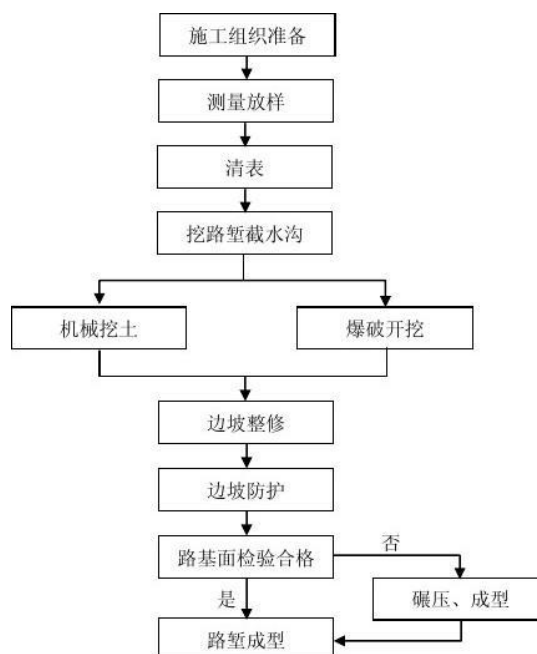 施工组织准备
测量放样
清表
挖路堑截水沟
机械挖土
爆破开挖
边坡整修
边坡防护
路基面检验合格
否
是
碾压、成型
路堑成型